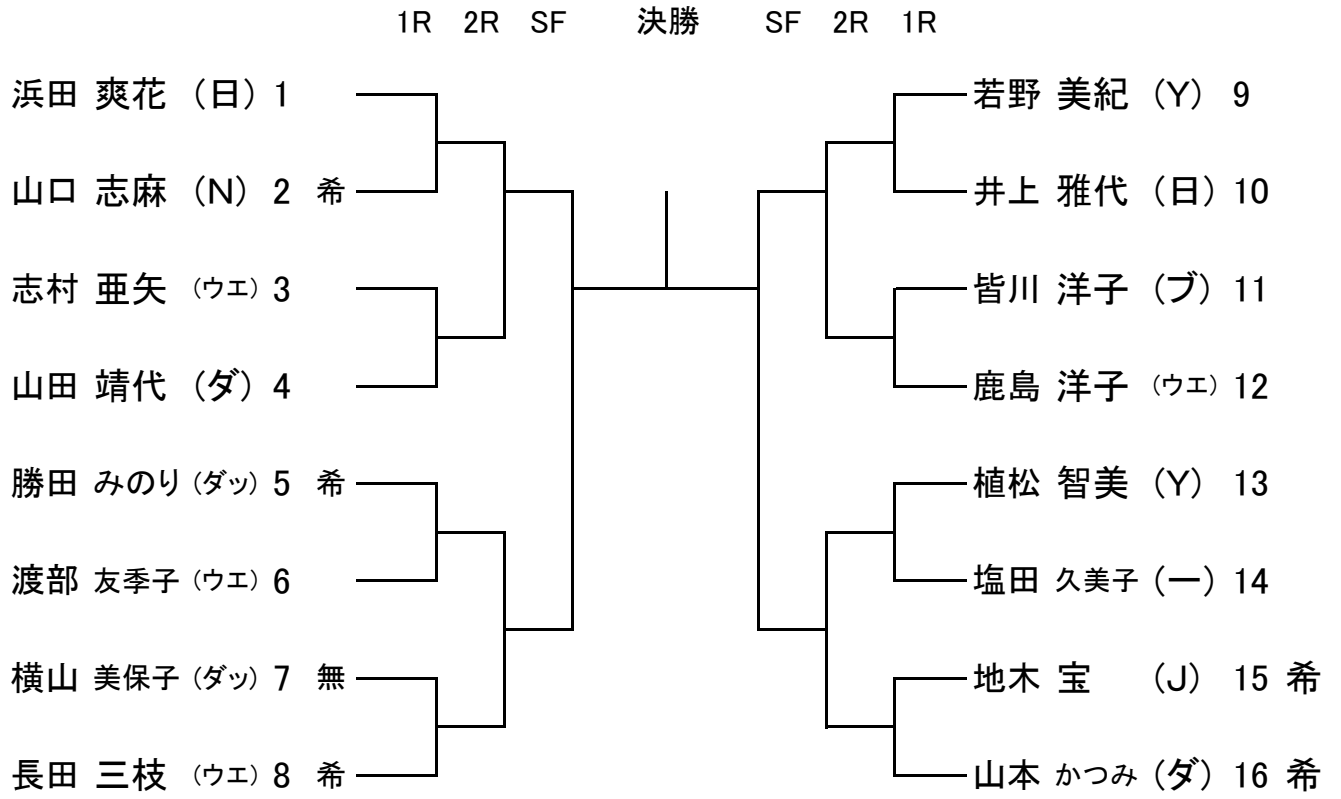 1R 2R SF 決勝 SF 2R 1R
浜田 爽花 (日) 1
山口 志麻 (N) 2 希
志村 亜矢 (ウエ) 3
山田 靖代 (ダ) 4
勝田 みのり (ダッ) 5 希
渡部 友季子 (ウエ) 6
横山 美保子 (ダッ) 7 無
長田 三枝 (ウエ) 8 希
若野 美紀 (Y) 9
井上 雅代 (日) 10
皆川 洋子 (ブ) 11
鹿島 洋子 (ウエ) 12
植松 智美 (Y) 13
塩田 久美子 (一) 14
地木 宝 (J) 15 希
山本 かつみ (ダ) 16 希